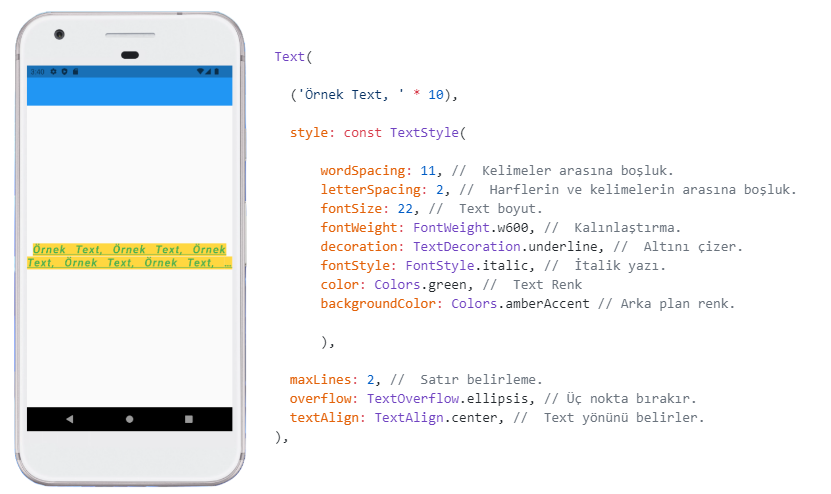 3:40
Örnek Text, Örnek Text, Örnek
Text, Örnek Text, Örnek Text, …
Text(
('Örnek Text, ' * 10),
style: const TextStyle(
wordSpacing: 11, // Kelimeler arasına boşluk.
letterSpacing: 2, // Harflerin ve kelimelerin arasına boşluk.
fontSize: 22, // Text boyut.
fontWeight: FontWeight.w600, // Kalınlaştırma.
decoration: TextDecoration.underline, // Altını çizer.
fontStyle: FontStyle.italic, // İtalik yazı.
color: Colors.green, // Text Renk
backgroundColor: Colors.amberAccent // Arka plan renk.
),
maxLines: 2, // Satır belirleme.
overflow: TextOverflow.ellipsis, // Üç nokta bırakır.
textAlign: TextAlign.center, // Text yönünü belirler.
),